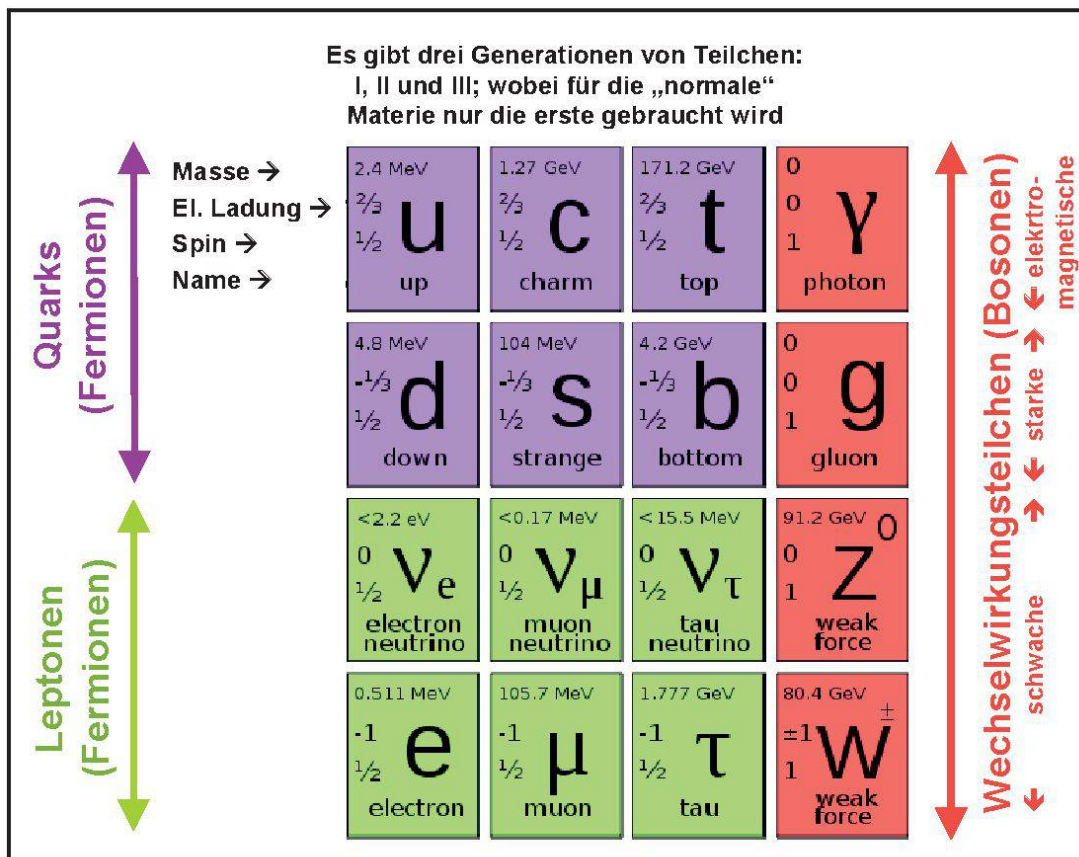 Es gibt drei Generationen von Teilchen:
I, II und III; wobei für die „normale“
Materie nur die erste gebraucht wird
Quarks
(Fermionen)
Leptonen
(Fermionen)
Masse →
El. Ladung →
Spin →
Name →
2.4 MeV
⅔
½
u
up
1.27 GeV
⅔
½
c
charm
171.2 GeV
⅔
½
t
top
0
0
1
γ
photon
4.8 MeV
-⅓
½
d
down
104 MeV
-⅓
½
s
strange
4.2 GeV
-⅓
½
b
bottom
0
0
1
g
gluon
<2.2 eV
0
½
νe
electron
neutrino
<0.17 MeV
0
½
νμ
muon
neutrino
<15.5 MeV
0
½
ντ
tau
neutrino
91.2 GeV
0
1
Z0
weak
force
0.511 MeV
-1
½
e
electron
105.7 MeV
-1
½
μ
muon
1.777 GeV
-1
½
τ
tau
80.4 GeV
±1
1
W±
weak
force
Wechselwirkungsteilchen (Bosonen)
← schwache → ← starke → ← elekrtro-
magnetische